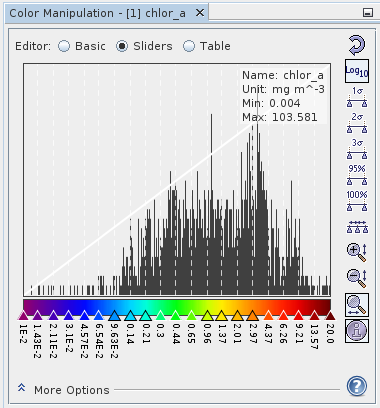 Color Manipulation - [1] chlor_a
Editor: Basic Sliders Table
Name: chlor_a
Unit: mg m^-3
Min: 0.004
Max: 103.581
Log10
1σ
2σ
3σ
95%
100%
1E-2
1.43E-2
2.11E-2
3.1E-2
4.57E-2
6.54E-2
9.63E-2
0.14
0.21
0.3
0.44
0.65
0.96
1.37
2.01
2.97
4.37
6.26
9.21
13.57
20.0
More Options